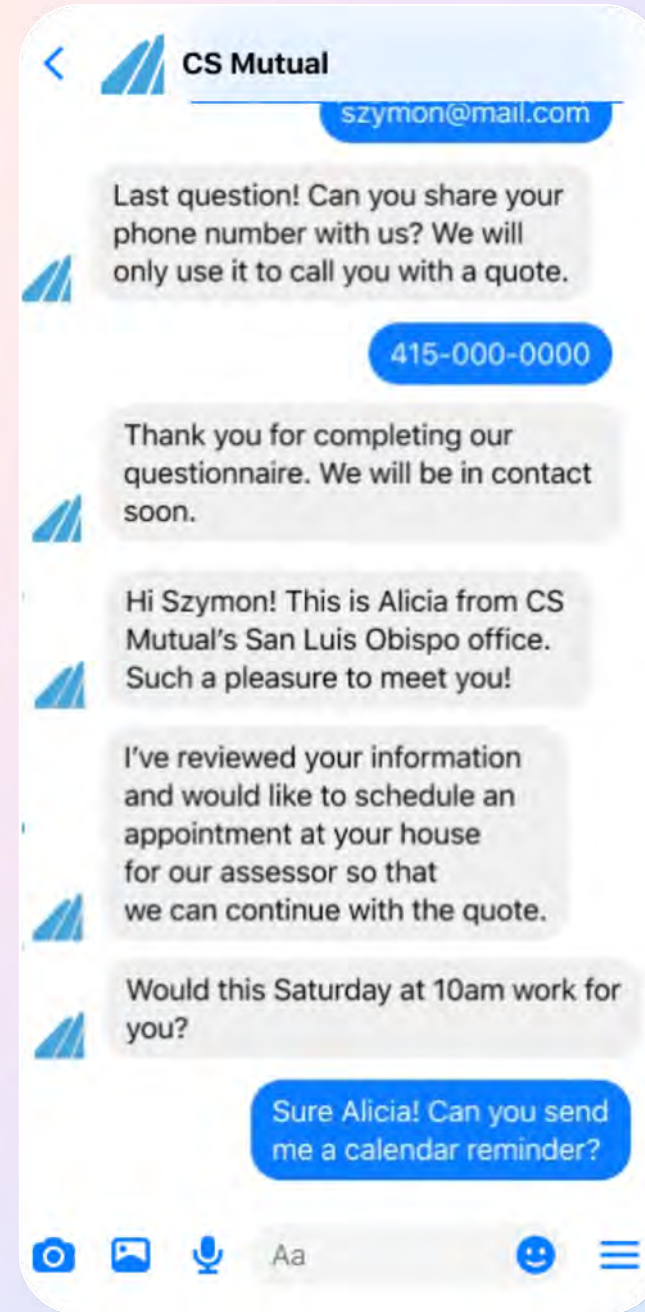 CS Mutual
szymon@mail.com
Last question! Can you share your
phone number with us? We will
only use it to call you with a quote.
415-000-0000
Thank you for completing our
questionnaire. We will be in contact
soon.
Hi Szymon! This is Alicia from CS
Mutual's San Luis Obispo office.
Such a pleasure to meet you!
I've reviewed your information
and would like to schedule an
appointment at your house
for our assessor so that
we can continue with the quote.
Would this Saturday at 10am work for
you?
Sure Alicia! Can you send
me a calendar reminder?
Aa